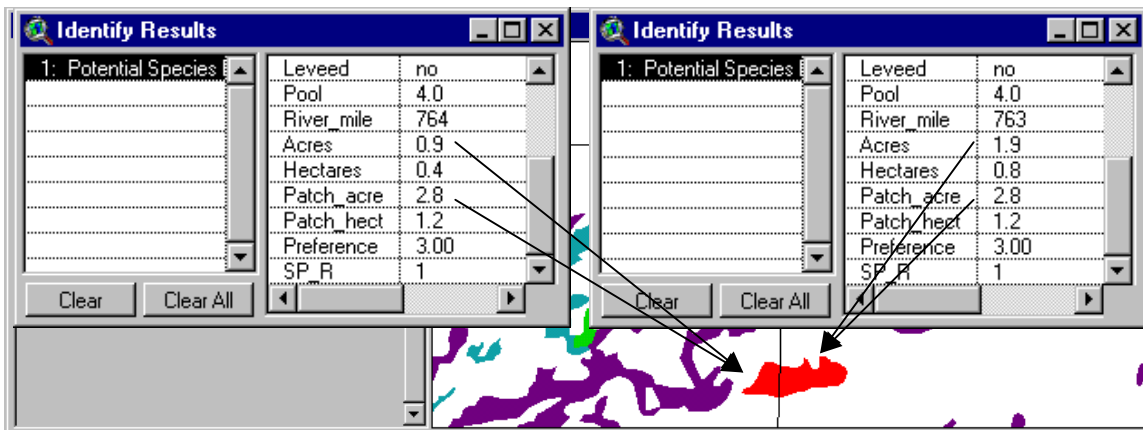 Identify Results
1: Potential Species
Leveed no
Pool 4.0
River_mile 764
Acres 0.9
Hectares 0.4
Patch_acre 2.8
Patch_hect 1.2
Preference 3.00
SP_R 1
Clear Clear All
Identify Results
1: Potential Species
Leveed no
Pool 4.0
River_mile 763
Acres 1.9
Hectares 0.8
Patch_acre 2.8
Patch_hect 1.2
Preference 3.00
SP_R 1
Clear Clear All